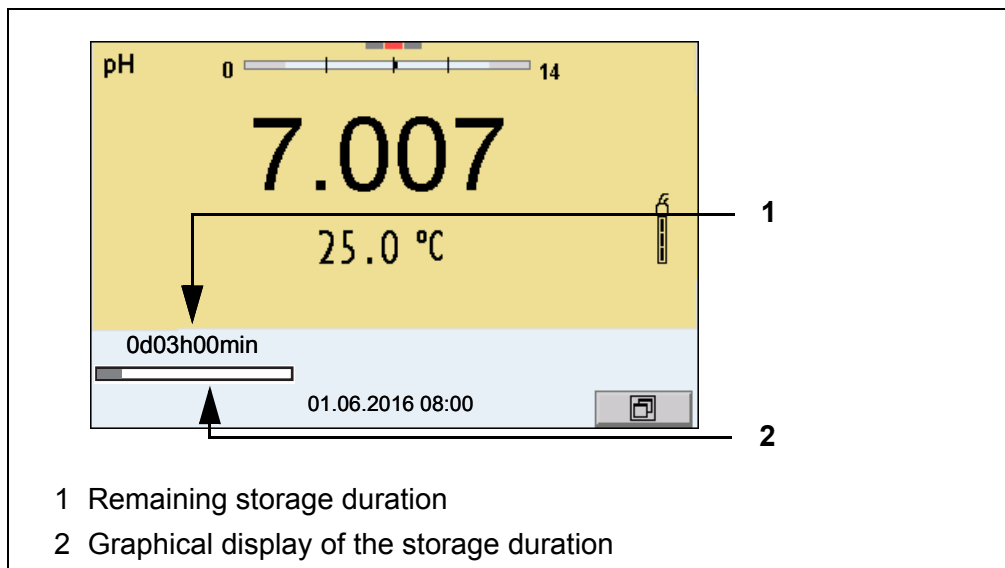 pH 0 14
7.007
1
25.0 °C
0d03h00min
01.06.2016 08:00
2
1 Remaining storage duration
2 Graphical display of the storage duration